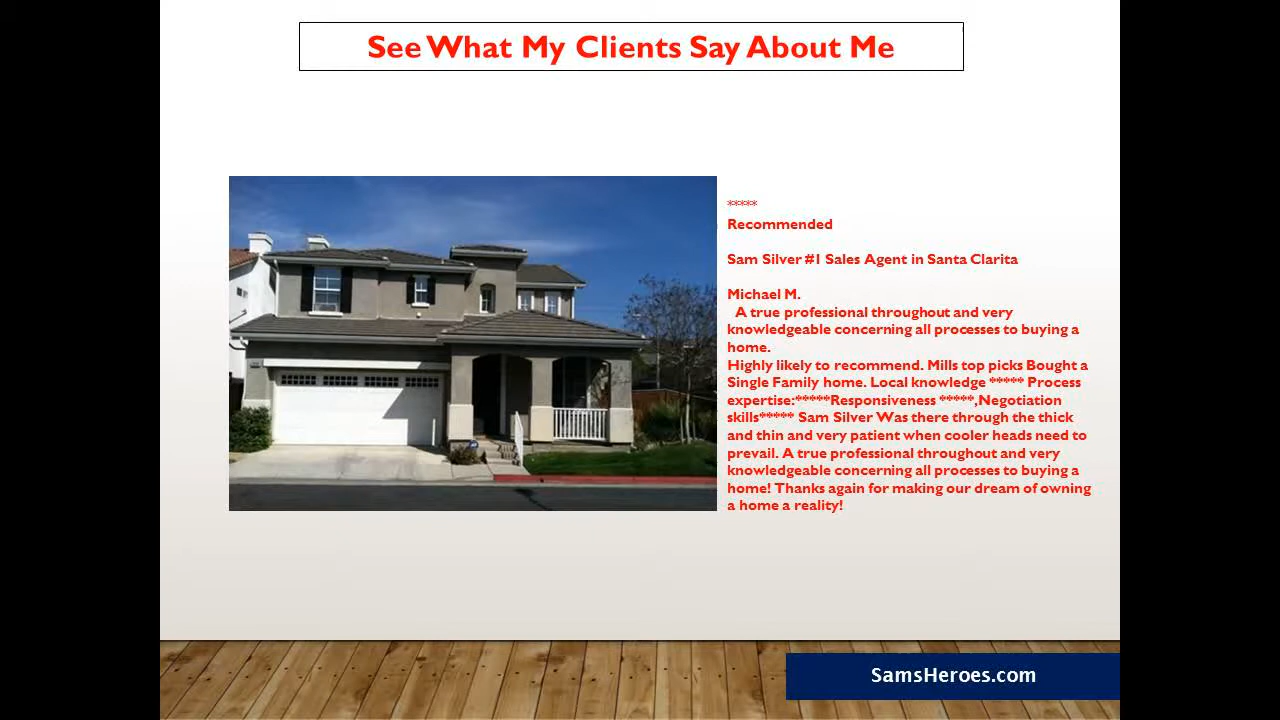 See What My Clients Say About Me
*****
Recommended
Sam Silver #1 Sales Agent in Santa Clarita
Michael M.
A true professional throughout and very
knowledgeable concerning all processes to buying a
home.
Highly likely to recommend. Mills top picks Bought a
Single Family home. Local knowledge ***** Process
expertise:*****Responsiveness *****,Negotiation
skills***** Sam Silver Was there through the thick
and thin and very patient when cooler heads need to
prevail. A true professional throughout and very
knowledgeable concerning all processes to buying a
home! Thanks again for making our dream of owning
a home a reality!
SamsHeroes.com